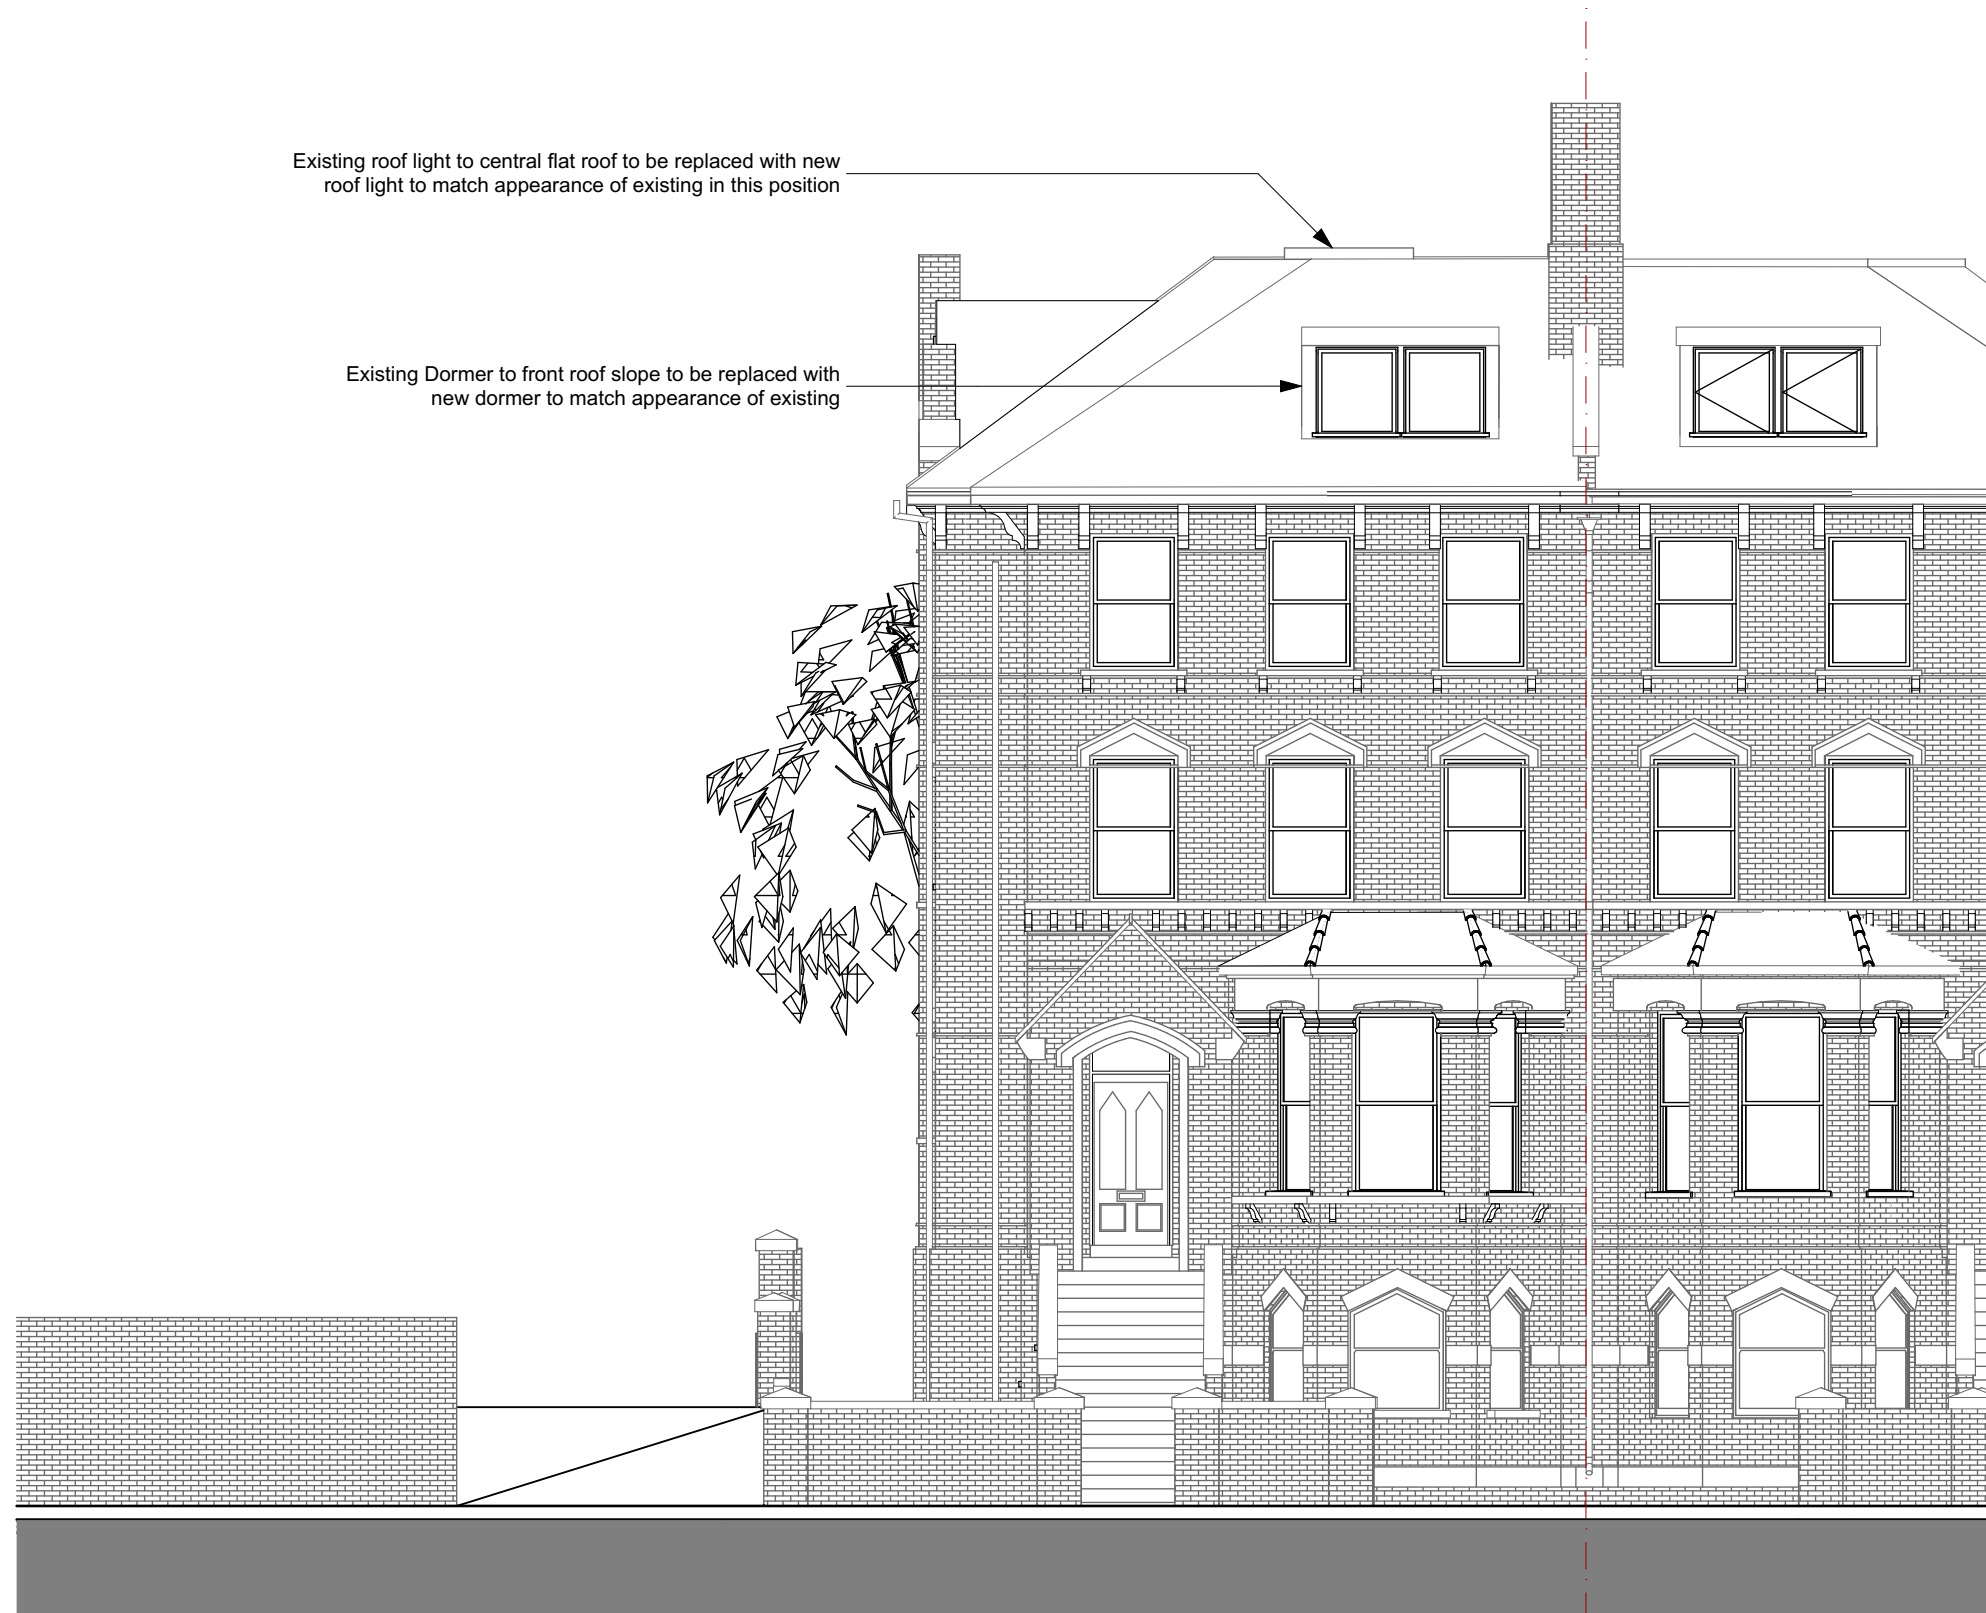 Existing roof light to central flat roof to be replaced with new
roof light to match appearance of existing in this position
Existing Dormer to front roof slope to be replaced with
new dormer to match appearance of existing